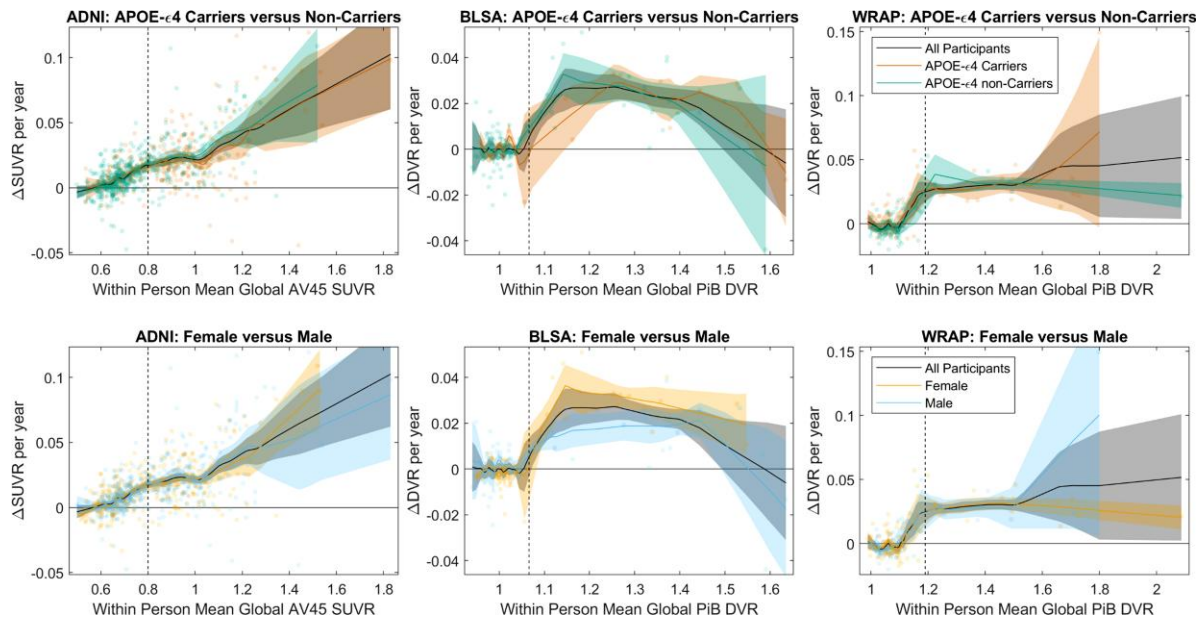 ADNI: APOE-ϵ4 Carriers versus Non-Carriers
ΔSUVR per year
0.1
0.05
0
-0.05
0.6 0.8 1 1.2 1.4 1.6 1.8
Within Person Mean Global AV45 SUVR
BLSA: APOE-ϵ4 Carriers versus Non-Carriers
ΔDVR per year
0.04
0.02
0
-0.02
-0.04
1 1.1 1.2 1.3 1.4 1.5 1.6
Within Person Mean Global PiB DVR
WRAP: APOE-ϵ4 Carriers versus Non-Carriers
All Participants
APOE-ϵ4 Carriers
APOE-ϵ4 non-Carriers
ΔDVR per year
0.15
0.1
0.05
0
1 1.2 1.4 1.6 1.8 2
Within Person Mean Global PiB DVR
ADNI: Female versus Male
ΔSUVR per year
0.1
0.05
0
-0.05
0.6 0.8 1 1.2 1.4 1.6 1.8
Within Person Mean Global AV45 SUVR
BLSA: Female versus Male
ΔDVR per year
0.04
0.02
0
-0.02
-0.04
1 1.1 1.2 1.3 1.4 1.5 1.6
Within Person Mean Global PiB DVR
WRAP: Female versus Male
All Participants
Female
Male
ΔDVR per year
0.15
0.1
0.05
0
1 1.2 1.4 1.6 1.8 2
Within Person Mean Global PiB DVR